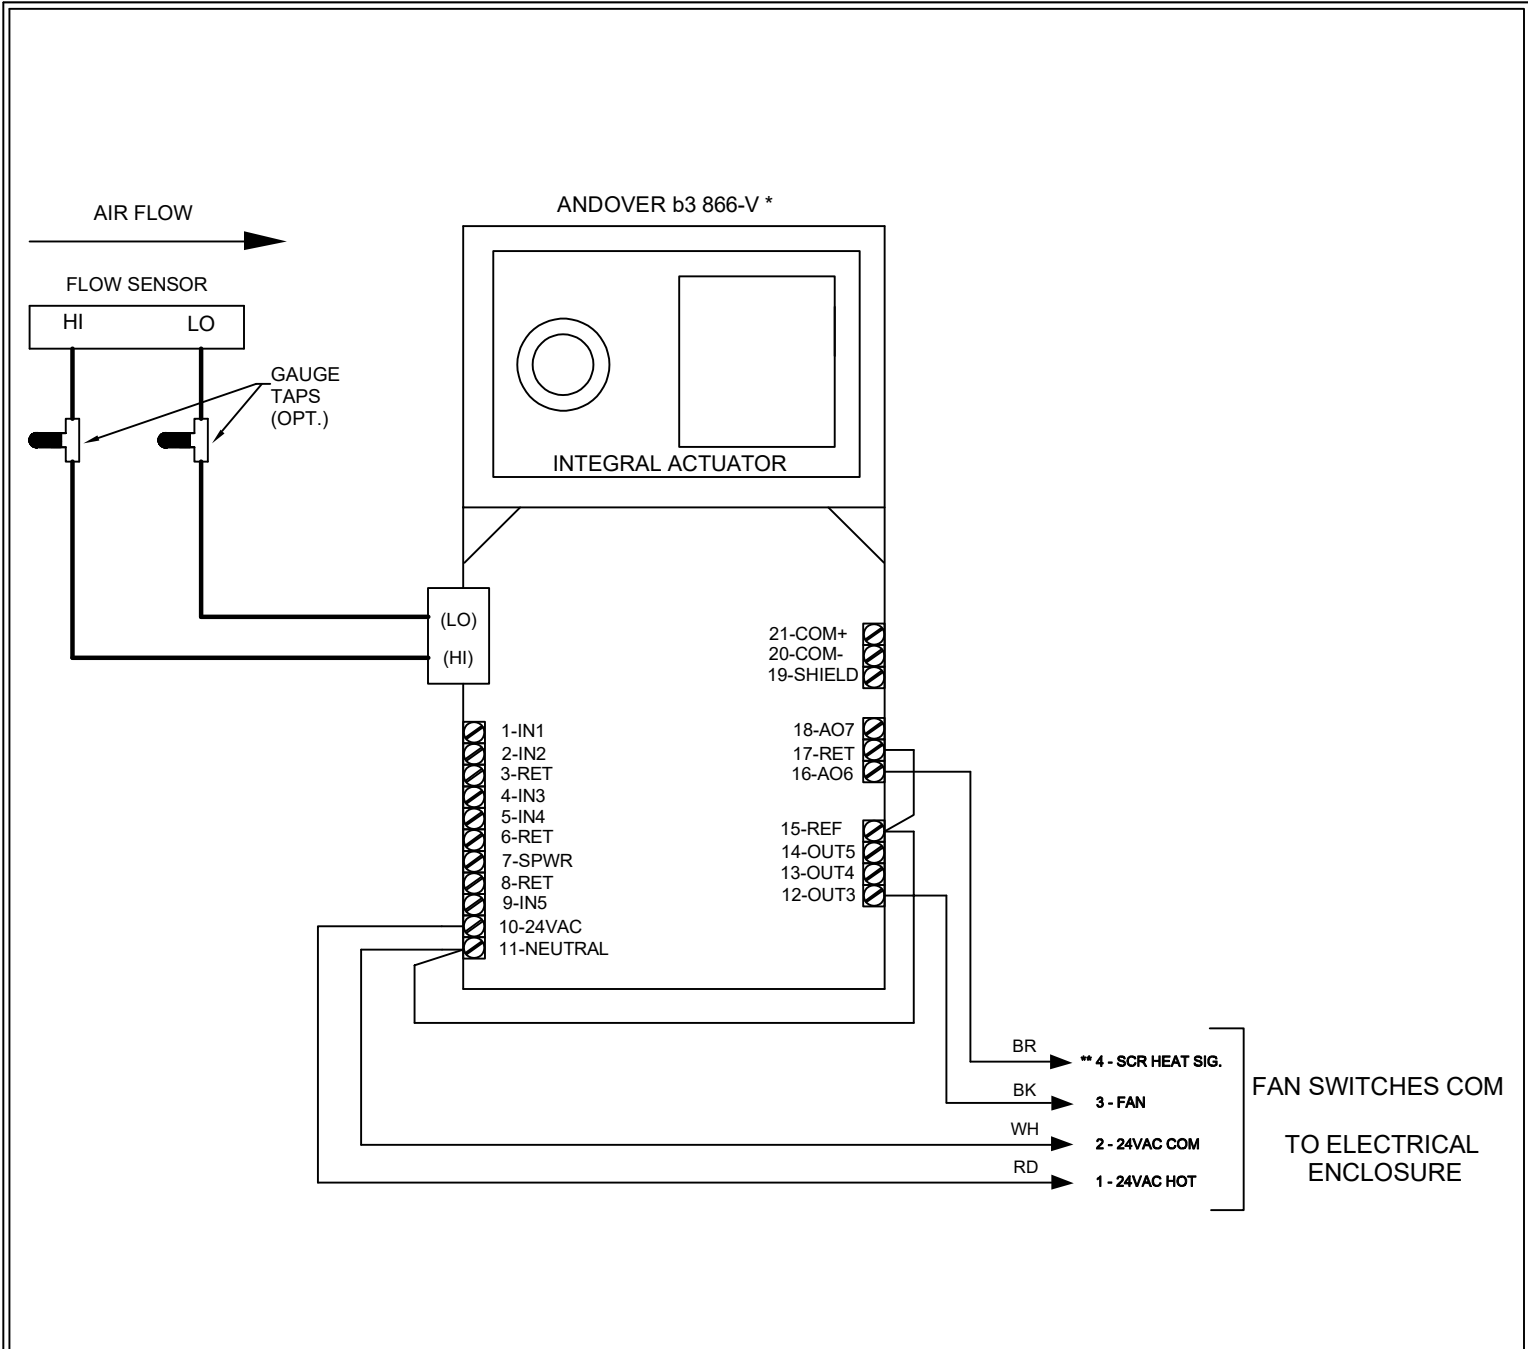 ANDOVER b3 866-V *
AIR FLOW
FLOW SENSOR
HI
LO
GAUGE
TAPS
(OPT.)
INTEGRAL ACTUATOR
(LO)
(HI)
21-COM+
20-COM-
19-SHIELD
1-IN1
2-IN2
3-RET
4-IN3
5-IN4
6-RET
7-SPWR
8-RET
9-IN5
10-24VAC
11-NEUTRAL
18-AO7
17-RET
16-AO6
15-REF
14-OUT5
13-OUT4
12-OUT3
BR
** 4 - SCR HEAT SIG.
BK
3 - FAN
WH
2 - 24VAC COM
RD
1 - 24VAC HOT
FAN SWITCHES COM
TO ELECTRICAL
ENCLOSURE